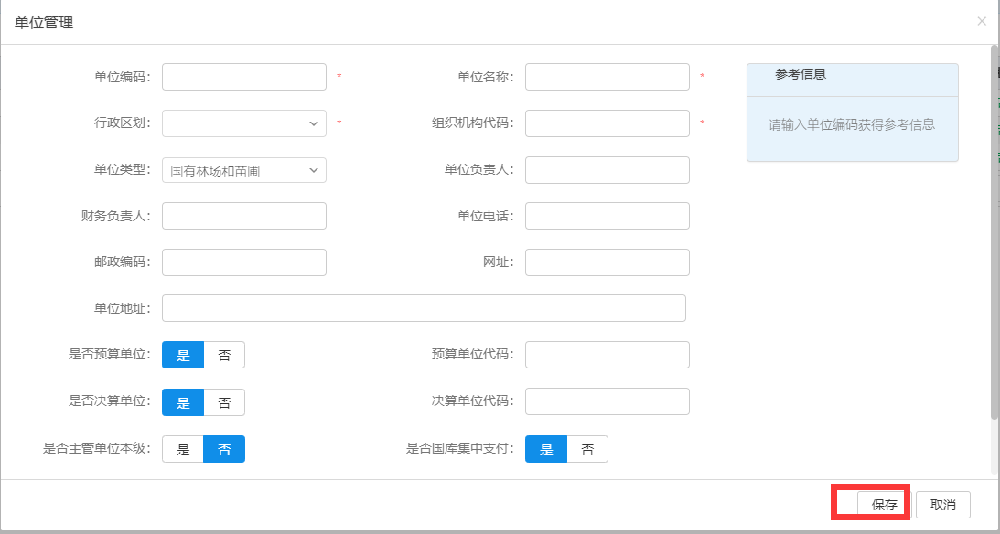 单位管理
单位编码： * 单位名称： * 参考信息
行政区划： * 组织机构代码： * 请输入单位编码获得参考信息
单位类型： 国有林场和苗圃 单位负责人：
财务负责人： 单位电话：
邮政编码： 网址：
单位地址：
是否预算单位： 是 否 预算单位代码：
是否决算单位： 是 否 决算单位代码：
是否主管单位本级： 是 否 是否国库集中支付： 是 否
保存 取消